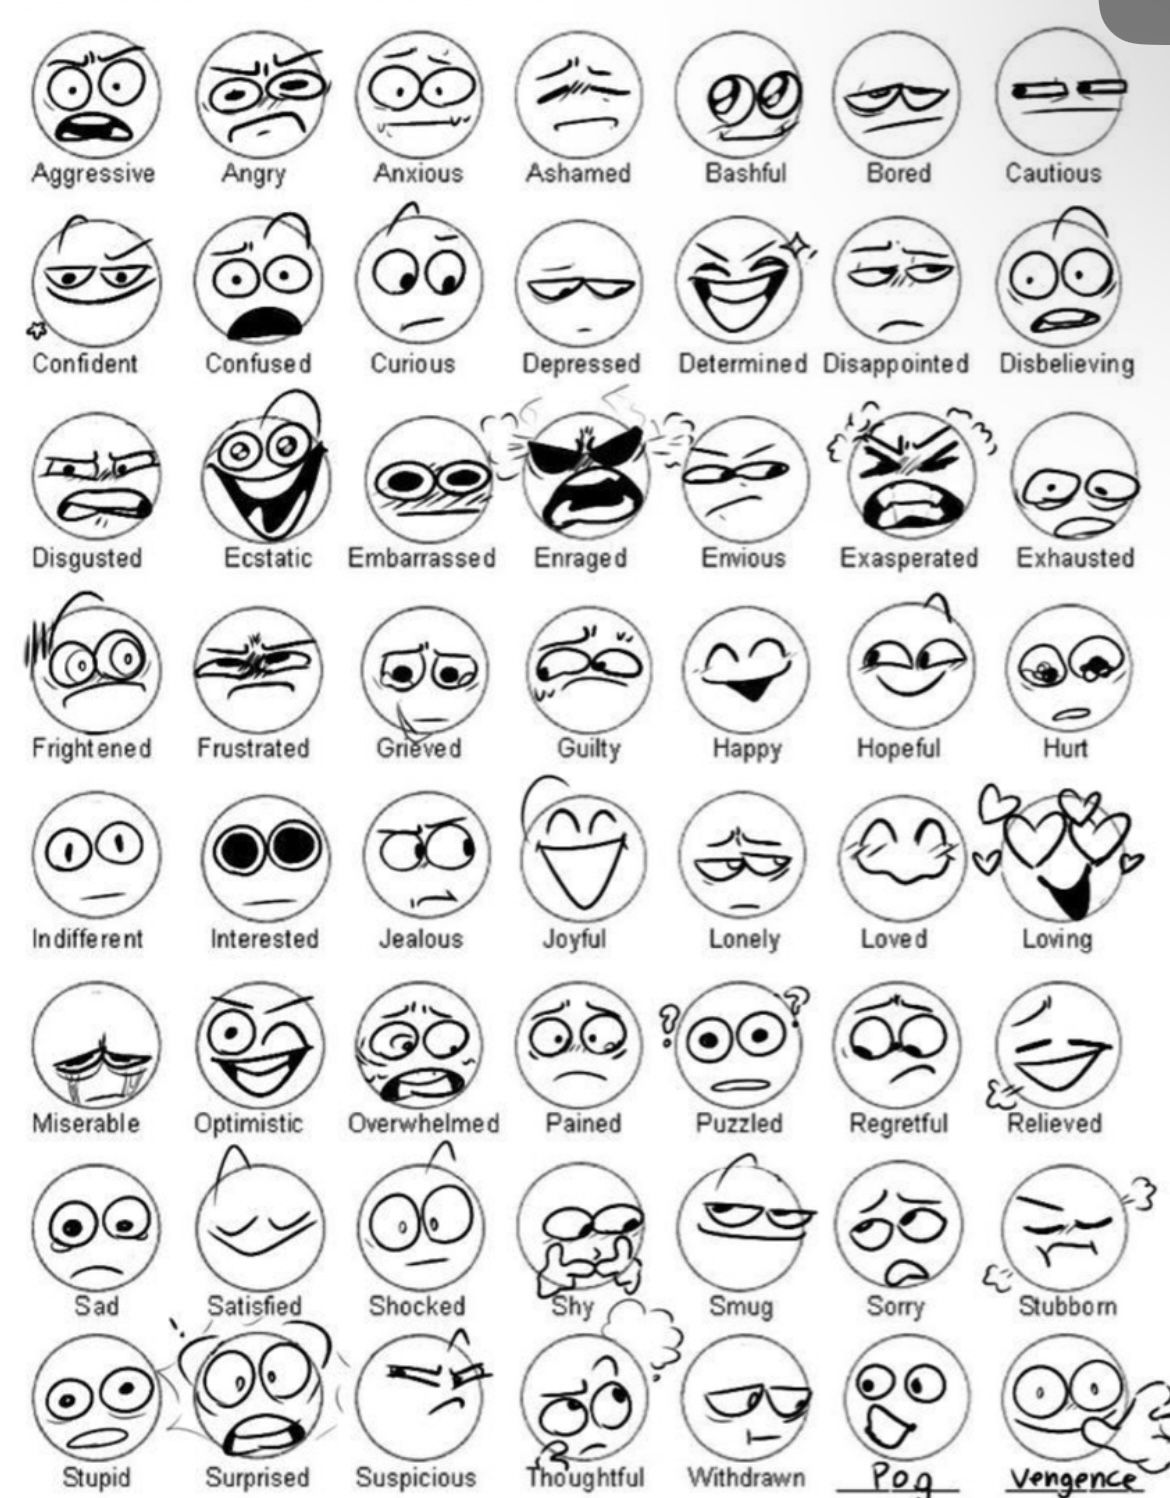 Aggressive Angry Anxious Ashamed Bashful Bored Cautious
Confident Confused Curious Depressed Determined Disappointed Disbelieving
Disgusted Ecstatic Embarrassed Enraged Envious Exasperated Exhausted
Frightened Frustrated Grieved Guilty Happy Hopeful Hurt
Indifferent Interested Jealous Joyful Lonely Loved Loving
Miserable Optimistic Overwhelmed Pained Puzzled Regretful Relieved
Sad Satisfied Shocked Shy Smug Sorry Stubborn
Stupid Surprised Suspicious Thoughtful Withdrawn Pog Vengence